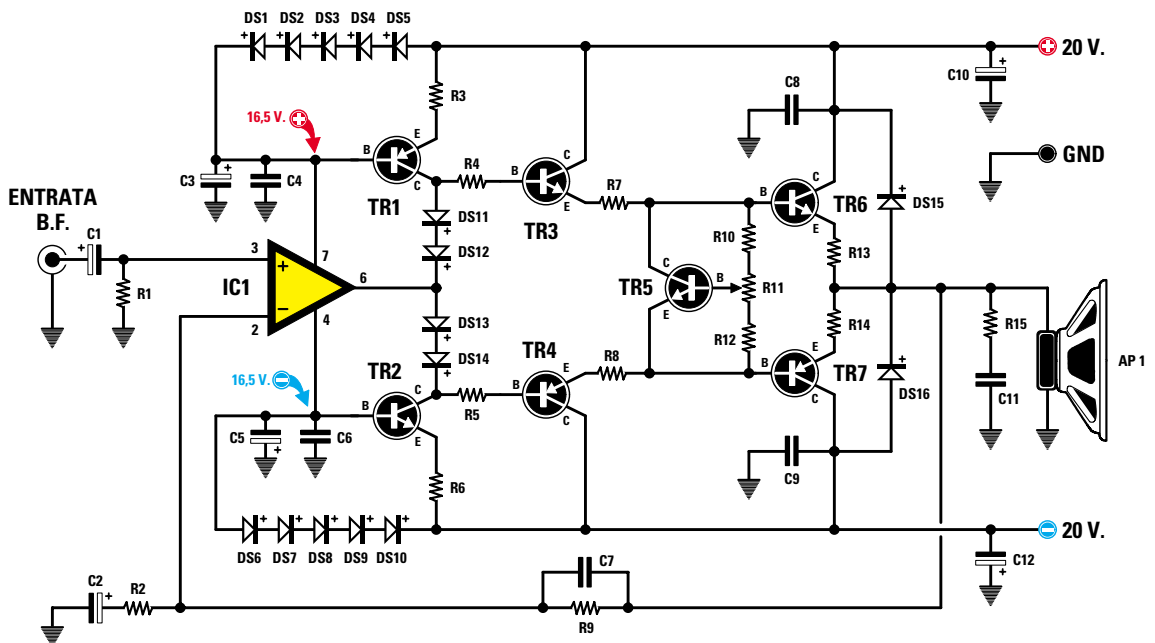 DS1 DS2 DS3 DS4 DS5
20 V.
C10
R3
C8
16,5 V.
E
B
C
TR1
R4
B
C
E
TR3
R7
B
C
E
TR6
DS15
GND
C3
C4
ENTRATA
B.F.
C1
R1
3
7
IC1
6
2
4
DS11
DS12
DS13
DS14
R10
R11
R12
C
TR5
B
E
R13
R14
R15
AP 1
16,5 V.
TR2
C
B
E
R5
TR4
E
B
C
R8
E
B
TR7
C
DS16
C11
C5
C6
R6
C9
DS6 DS7 DS8 DS9 DS10
20 V.
C12
C2
R2
C7
R9